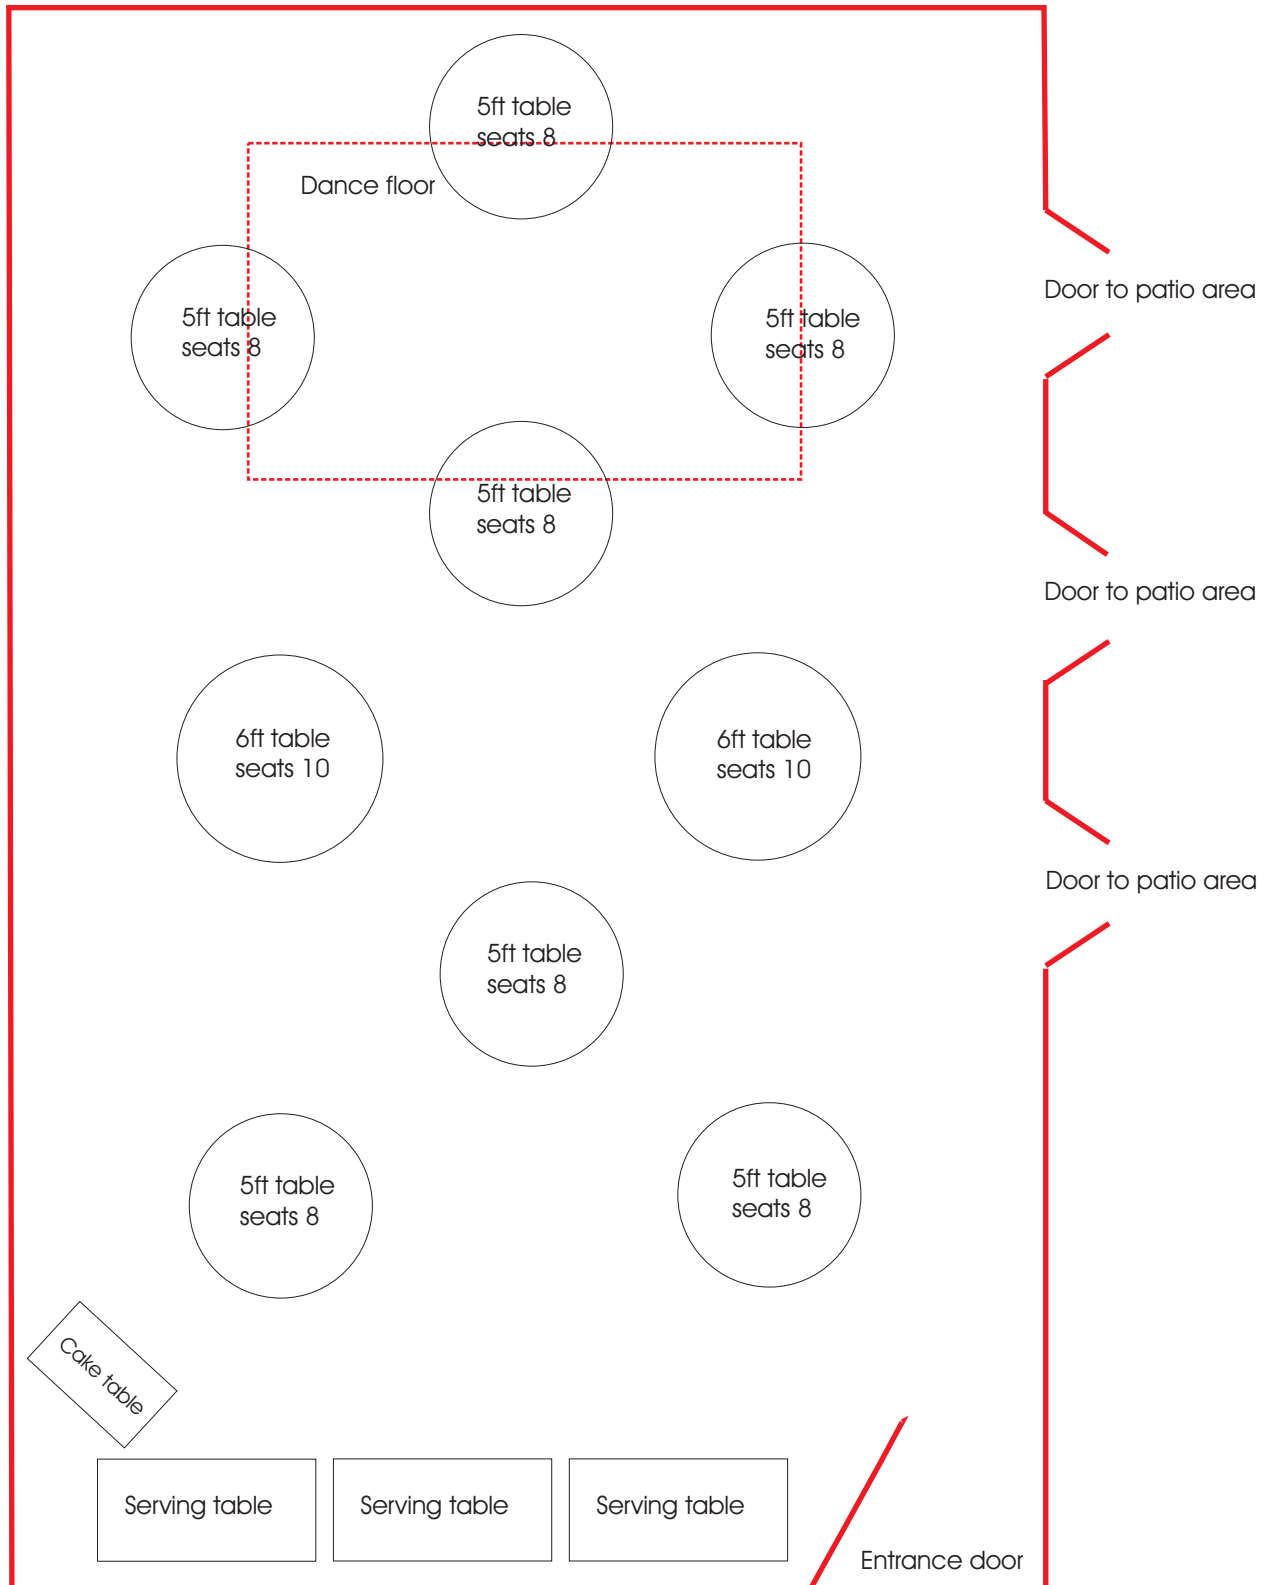 5ft table
seats 8
Dance floor
Door to patio area
5ft table
seats 8
5ft table
seats 8
5ft table
seats 8
Door to patio area
6ft table
seats 10
6ft table
seats 10
Door to patio area
5ft table
seats 8
5ft table
seats 8
5ft table
seats 8
Cake table
Serving table
Serving table
Serving table
Entrance door